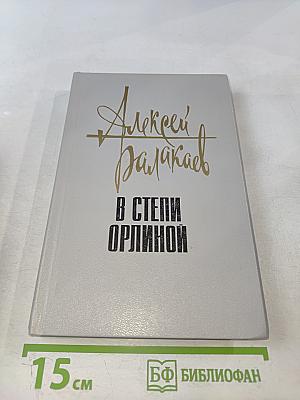 Алексей
Балакаев
В СТЕПИ
ОРЛИНОЙ
15 см
БФ БИБЛИОФАН